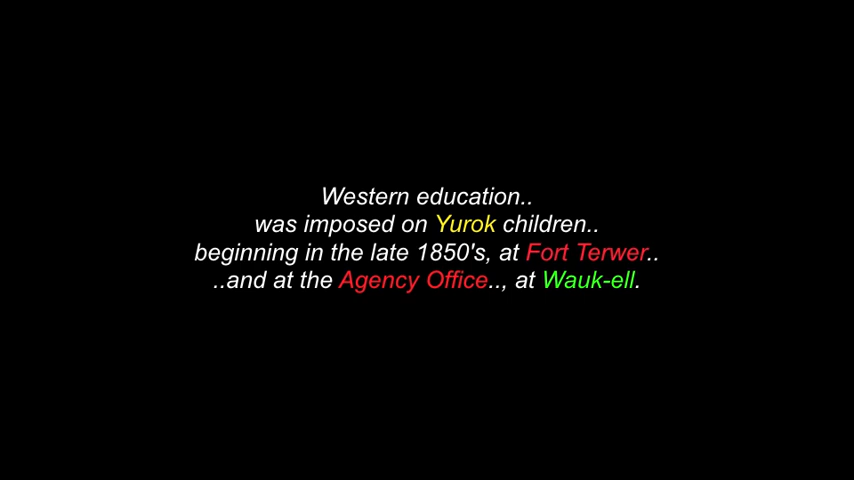 Western education..
was imposed on Yurok children..
beginning in the late 1850's, at Fort Terwer..
..and at the Agency Office.., at Wauk-ell.